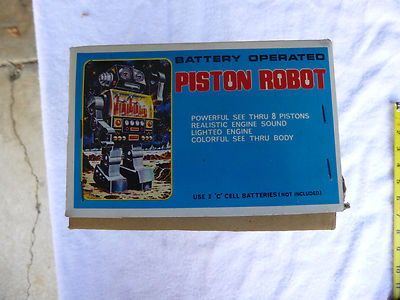 BATTERY OPERATED
PISTON ROBOT
POWERFUL SEE THRU 8 PISTONS
REALISTIC ENGINE SOUND
LIGHTED ENGINE
COLORFUL SEE THRU BODY
USE 2 "C" CELL BATTERIES (NOT INCLUDED)